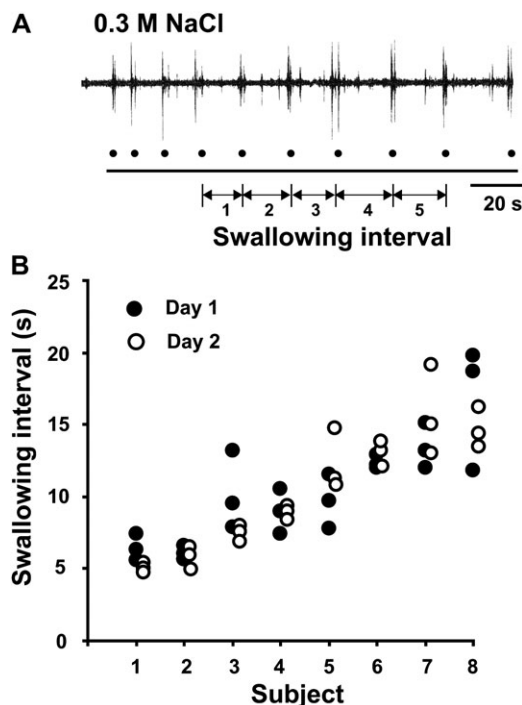 A
0.3 M NaCl
1 2 3 4 5
20 s
Swallowing interval
B
Swallowing interval (s)
25
20
15
10
5
0
Day 1
Day 2
1 2 3 4 5 6 7 8
Subject